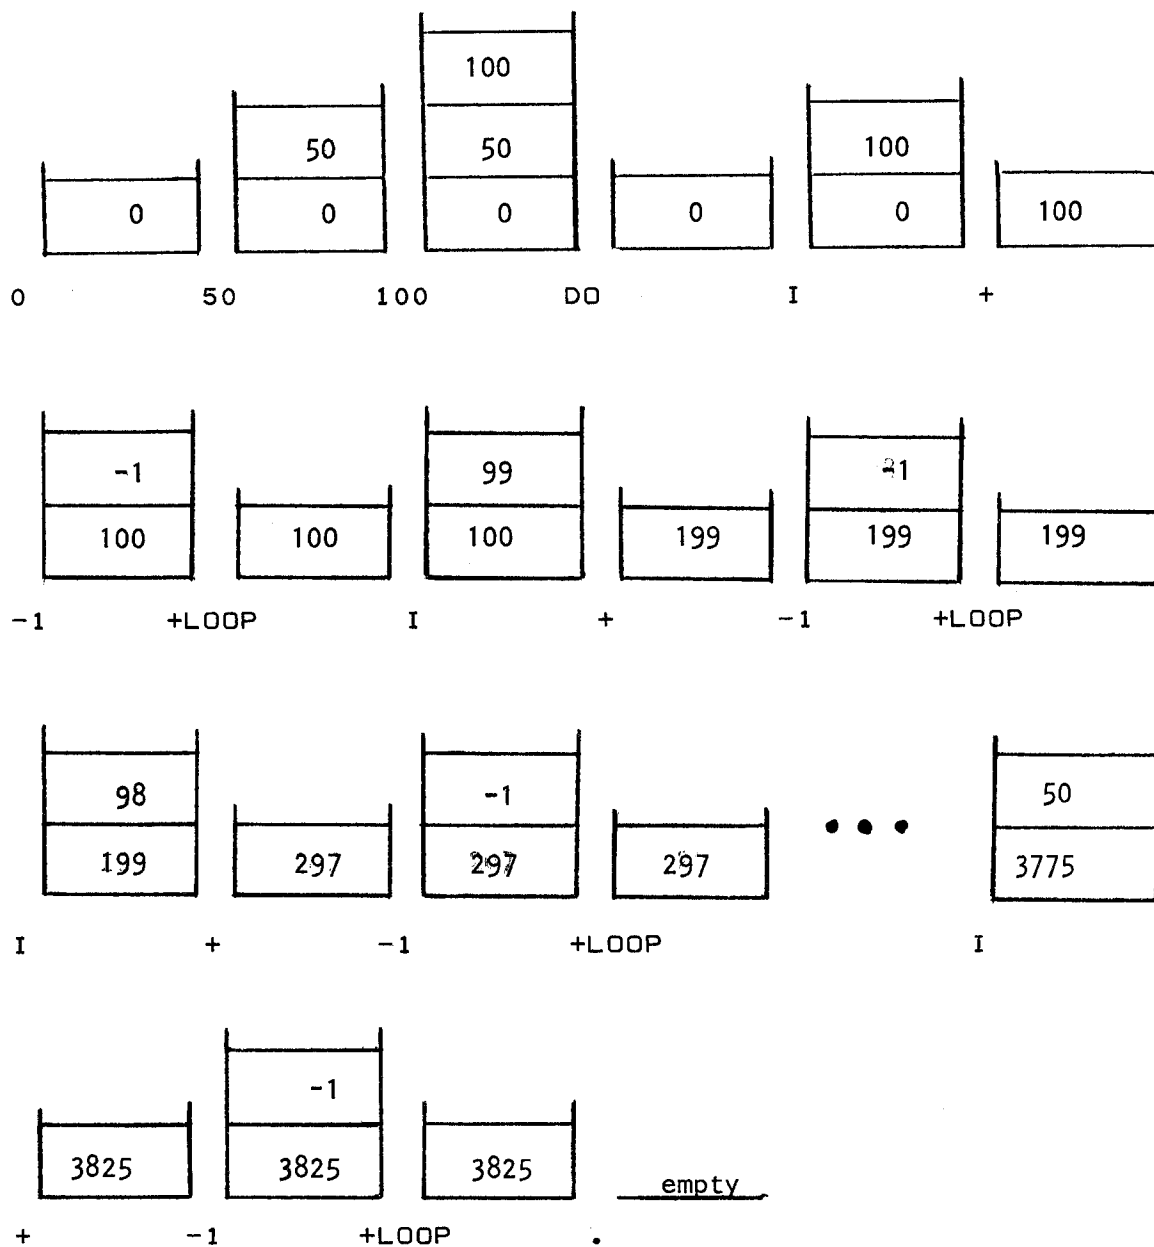 100
50 50 100
0 0 0 0 0 100
0 50 100 DO I +
-1 99 -1
100 100 100 199 199 199
-1 +LOOP I + -1 +LOOP
98 -1 50
199 297 297 297 3775
I + -1 +LOOP I
-1
3825 3825 3825 empty
+ -1 +LOOP .